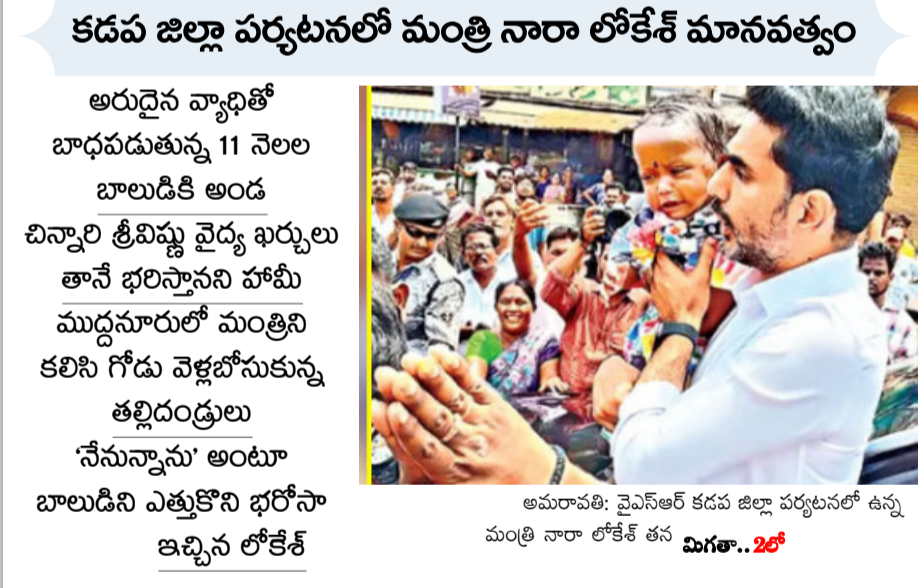 కడప జిల్లా పర్యటనలో మంత్రి నారా లోకేశ్ మానవత్వం
అరుదైన వ్యాధితో
బాధపడుతున్న 11 నెలల
బాలుడికి అండ
చిన్నారి శ్రీవిష్ణు వైద్య ఖర్చులు
తానే భరిస్తానని హామీ
ముద్దనూరులో మంత్రిని
కలిసి గోడు వెళ్లబోసుకున్న
తల్లిదండ్రులు
‘నేనున్నాను’ అంటూ
బాలుడిని ఎత్తుకొని భరోసా
ఇచ్చిన లోకేశ్
అమరావతి: వైఎస్ఆర్ కడప జిల్లా పర్యటనలో ఉన్న
మంత్రి నారా లోకేశ్ తన మిగతా.. 2లో